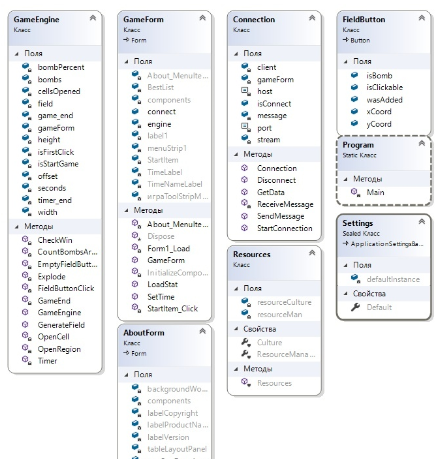 GameEngine
Класс
Поля
bombPercent
bombs
cellsOpened
field
game_end
gameForm
height
isFirstClick
isStartGame
offset
seconds
timer_end
width
Методы
CheckWin
CountBombsAr...
EmptyFieldButt...
Explode
FieldButtonClick
GameEnd
GameEngine
GenerateField
OpenCell
OpenRegion
Timer
GameForm
Класс
Form
Поля
About_MenuIte...
BestList
components
connect
engine
label1
menuStrip1
StartItem
TimeLabel
TimeNameLabel
играToolStripM...
Методы
About_Menuite...
Dispose
Form1_Load
GameForm
InitializeCompo...
LoadStat
SetTime
StartItem_Click
AboutForm
Класс
Form
Поля
backgroundWo...
components
labelCopyright
labelProductNa...
labelVersion
tableLayoutPanel
Connection
Класс
Поля
client
gameForm
host
isConnect
message
port
stream
Методы
Connection
Disconnect
GetData
ReceiveMessage
SendMessage
StartConnection
Resources
Класс
Поля
resourceCulture
resourceMan
Свойства
Culture
ResourceMana...
Методы
Resources
FieldButton
Класс
Button
Поля
isBomb
isClickable
wasAdded
xCoord
yCoord
Program
Static Класс
Методы
Main
Settings
Sealed Класс
ApplicationSettingsBa...
Поля
defaultInstance
Свойства
Default